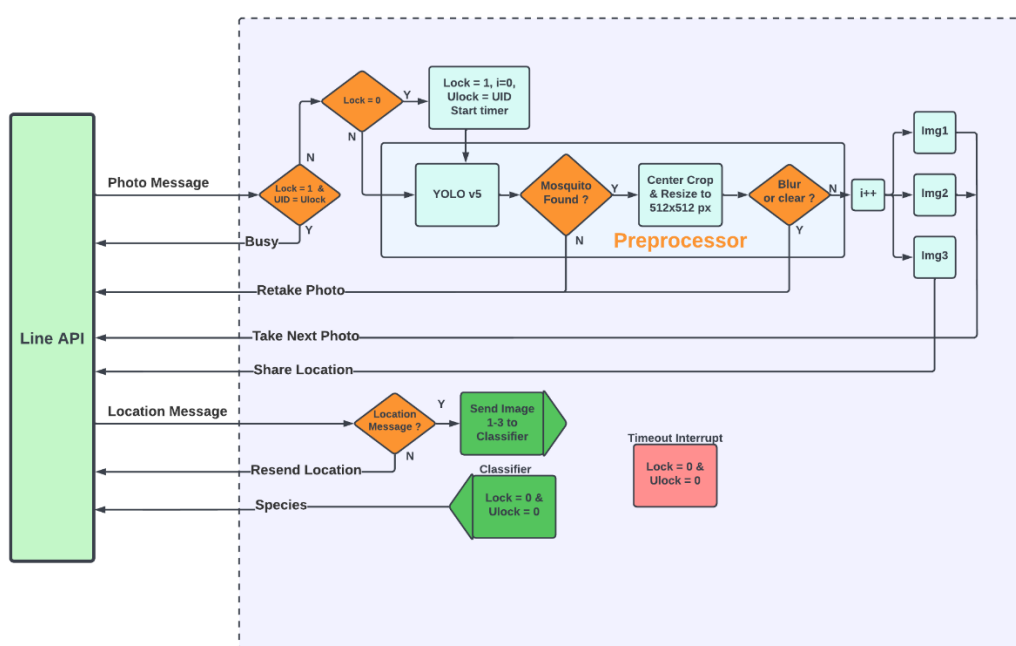 Lock = 1, i=0,
Ulock = UID
Start timer
Lock = 0
Y
N
N
Img1
Photo Message
Lock = 1 &
UID = Ulock
Y
Busy
YOLO v5
Mosquito
Found ?
Y
N
Center Crop
& Resize to
512x512 px
Blur
or clear ?
N
Y
i++
Img2
Preprocessor
Img3
Retake Photo
Line API
Take Next Photo
Share Location
Location Message
Location
Message ?
Y
N
Send Image
1-3 to
Classifier
Resend Location
Timeout Interrupt
Lock = 0 &
Ulock = 0
Classifier
Lock = 0 &
Ulock = 0
Species